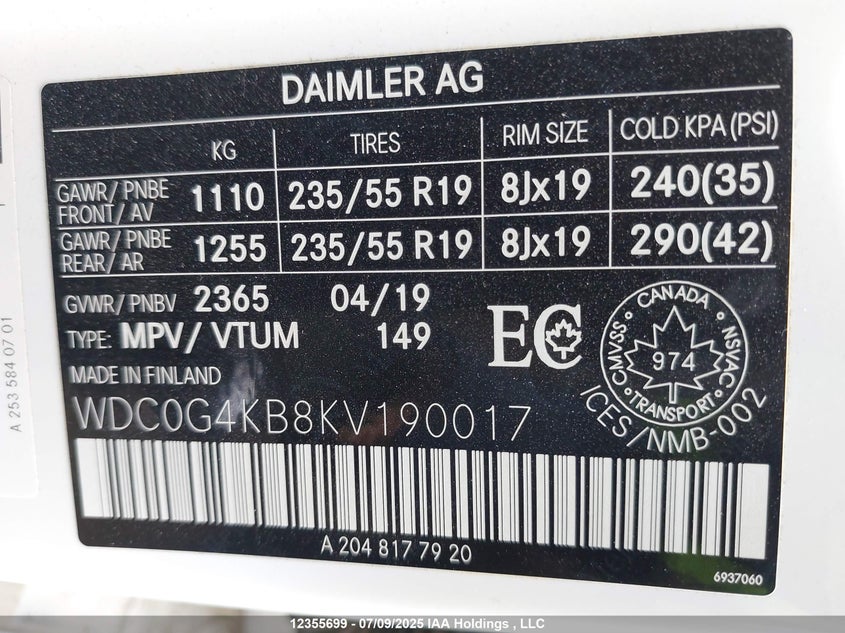 DAIMLER AG
KG TIRES RIM SIZE COLD KPA (PSI)
GAWR/ PNBE FRONT/ AV 1110 235/55 R19 8Jx19 240(35)
GAWR/ PNBE REAR/ AR 1255 235/55 R19 8Jx19 290(42)
GVWR/ PNBV 2365 04/19
TYPE: MPV/ VTUM 149
MADE IN FINLAND
WDC0G4KB8KV190017
EC
CANADA
CMVSS NSVAC
974
TRANSPORT
ICES/NMB-002
A 204 817 79 20
6937060
A 253 584 07 01
12355699 - 07/09/2025 IAA Holdings , LLC